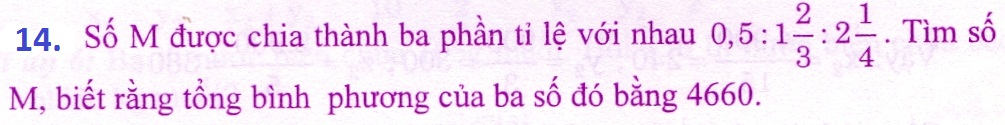 14. Số M được chia thành ba phần tỉ lệ với nhau 0,5 : 1 2/3 : 2 1/4. Tìm số
M, biết rằng tổng bình phương của ba số đó bằng 4660.